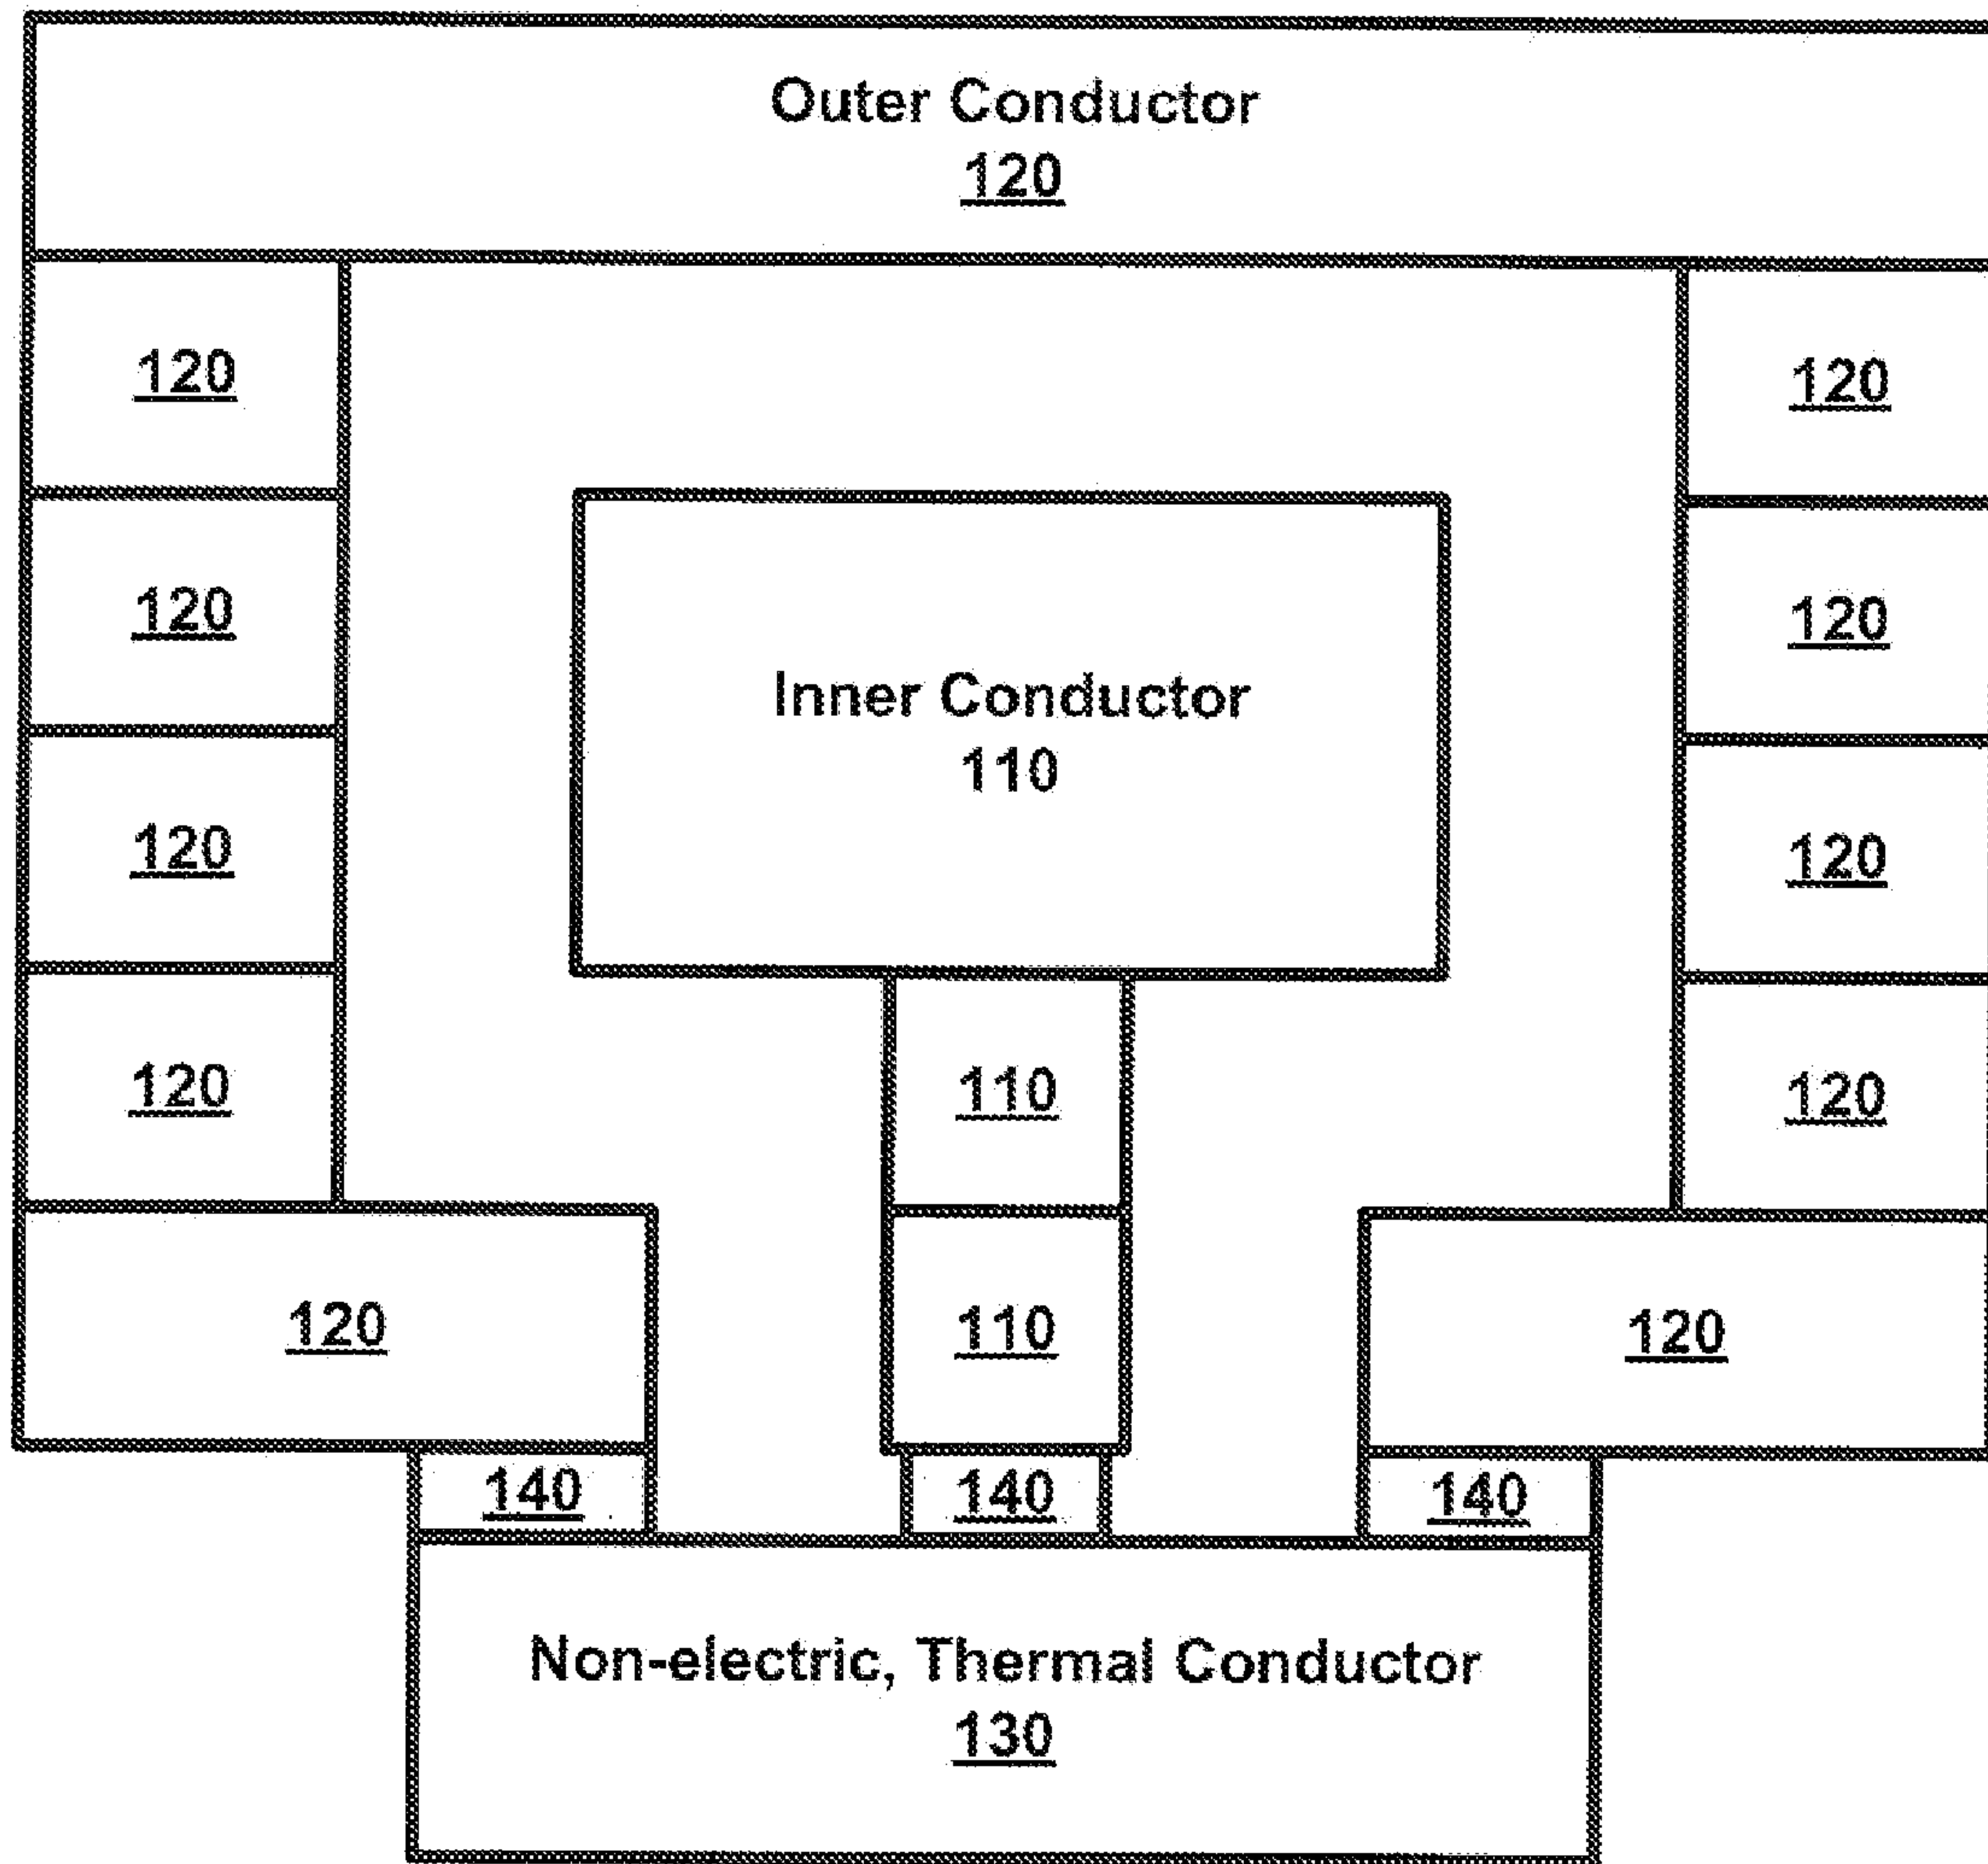 Outer Conductor
120
120 120
120 120
Inner Conductor
110
120 120
120 110 120
120 110 120
140 140 140
Non-electric, Thermal Conductor
130